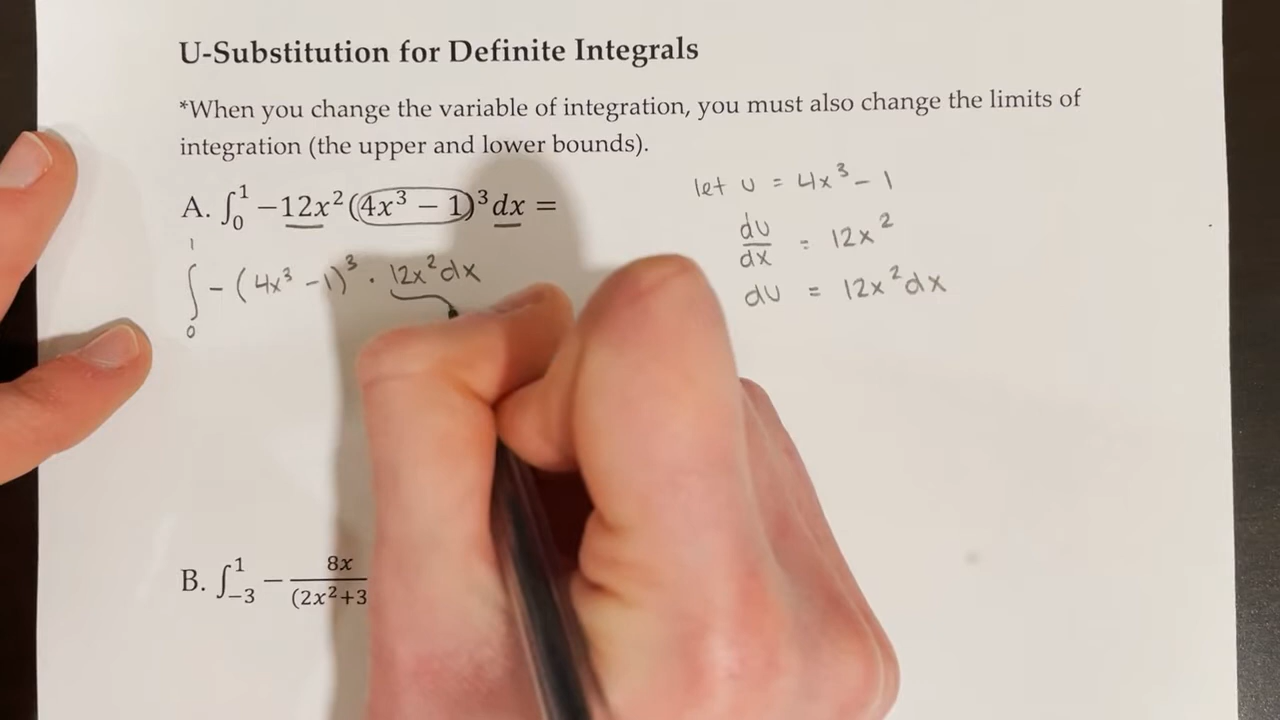 U-Substitution for Definite Integrals
*When you change the variable of integration, you must also change the limits of
integration (the upper and lower bounds).
let u = 4x³ − 1
A. ∫₀¹ −12x²(4x³ − 1)³ dx =
du/dx = 12x²
∫₀¹ −(4x³ −1)³ · 12x²dx
du = 12x²dx
B. ∫₋₃¹ − 8x/(2x²+3